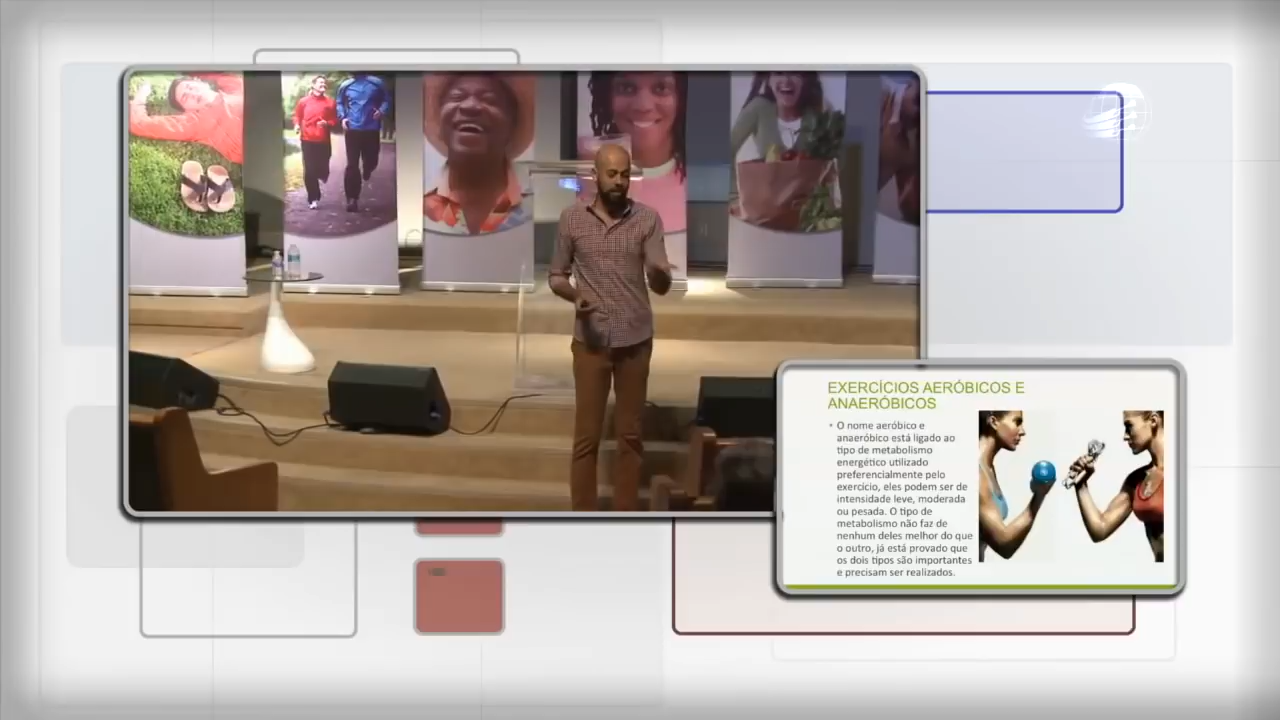 EXERCÍCIOS AERÓBICOS E
ANAERÓBICOS
• O nome aeróbico e
anaeróbico está ligado ao
tipo de metabolismo
energético utilizado
preferencialmente pelo
exercício, eles podem ser de
intensidade leve, moderada
ou pesada. O tipo de
metabolismo não faz de
nenhum deles melhor do que
o outro, já está provado que
os dois tipos são importantes
e precisam ser realizados.